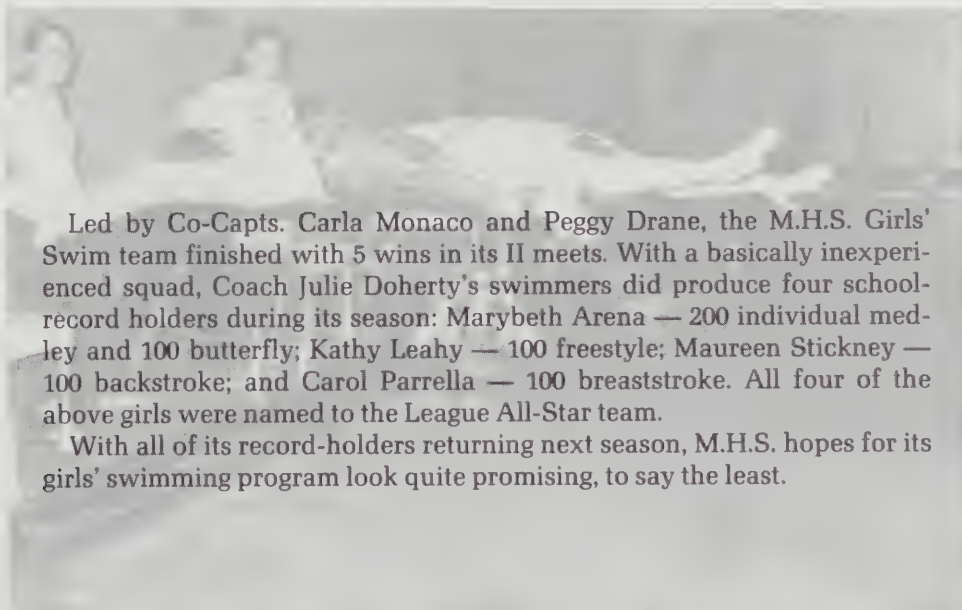 Led by Co-Capts. Carla Monaco and Peggy Drane, the M.H.S. Girls'
Swim team finished with 5 wins in its II meets. With a basically inexperi-
enced squad, Coach Julie Doherty's swimmers did produce four school-
record holders during its season: Marybeth Arena — 200 individual med-
ley and 100 butterfly; Kathy Leahy — 100 freestyle; Maureen Stickney —
100 backstroke; and Carol Parrella — 100 breaststroke. All four of the
above girls were named to the League All-Star team.
With all of its record-holders returning next season, M.H.S. hopes for its
girls' swimming program look quite promising, to say the least.